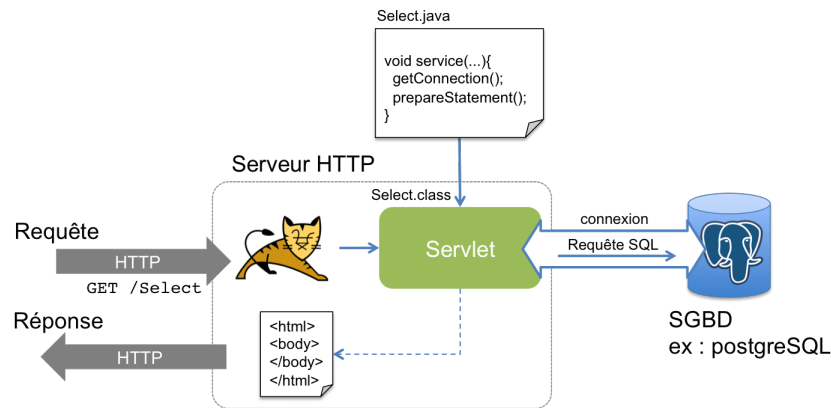 Select.java
void service(...){
getConnection();
prepareStatement();
}
Serveur HTTP
Select.class
Requête
HTTP
GET /Select
Servlet
connexion
Requête SQL
Réponse
HTTP
<html>
<body>
</body>
</html>
SGBD
ex : postgreSQL